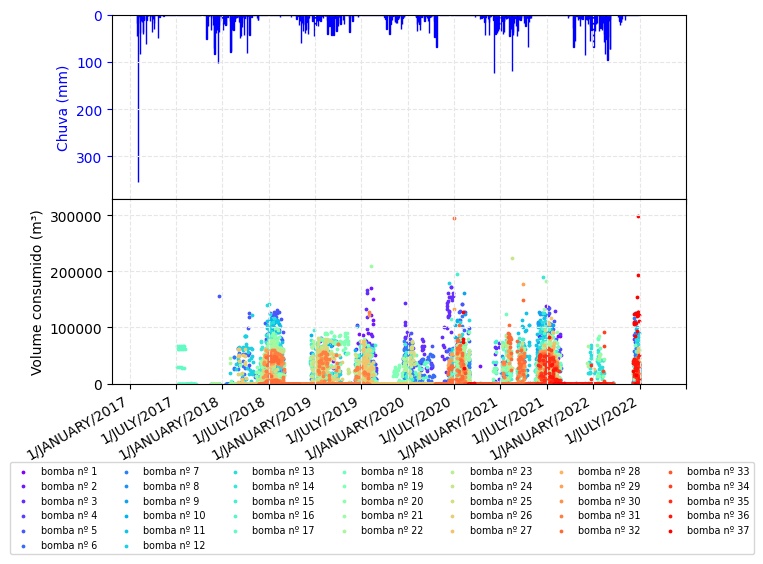 0
100
200
300
Chuva (mm)
300000
200000
100000
0
Volume consumido (m³)
1/JANUARY/2017
1/JULY/2017
1/JANUARY/2018
1/JULY/2018
1/JANUARY/2019
1/JULY/2019
1/JANUARY/2020
1/JULY/2020
1/JANUARY/2021
1/JULY/2021
1/JANUARY/2022
1/JULY/2022
bomba nº 1 bomba nº 7 bomba nº 13 bomba nº 18 bomba nº 23 bomba nº 28 bomba nº 33
bomba nº 2 bomba nº 8 bomba nº 14 bomba nº 19 bomba nº 24 bomba nº 29 bomba nº 34
bomba nº 3 bomba nº 9 bomba nº 15 bomba nº 20 bomba nº 25 bomba nº 30 bomba nº 35
bomba nº 4 bomba nº 10 bomba nº 16 bomba nº 21 bomba nº 26 bomba nº 31 bomba nº 36
bomba nº 5 bomba nº 11 bomba nº 17 bomba nº 22 bomba nº 27 bomba nº 32 bomba nº 37
bomba nº 6 bomba nº 12